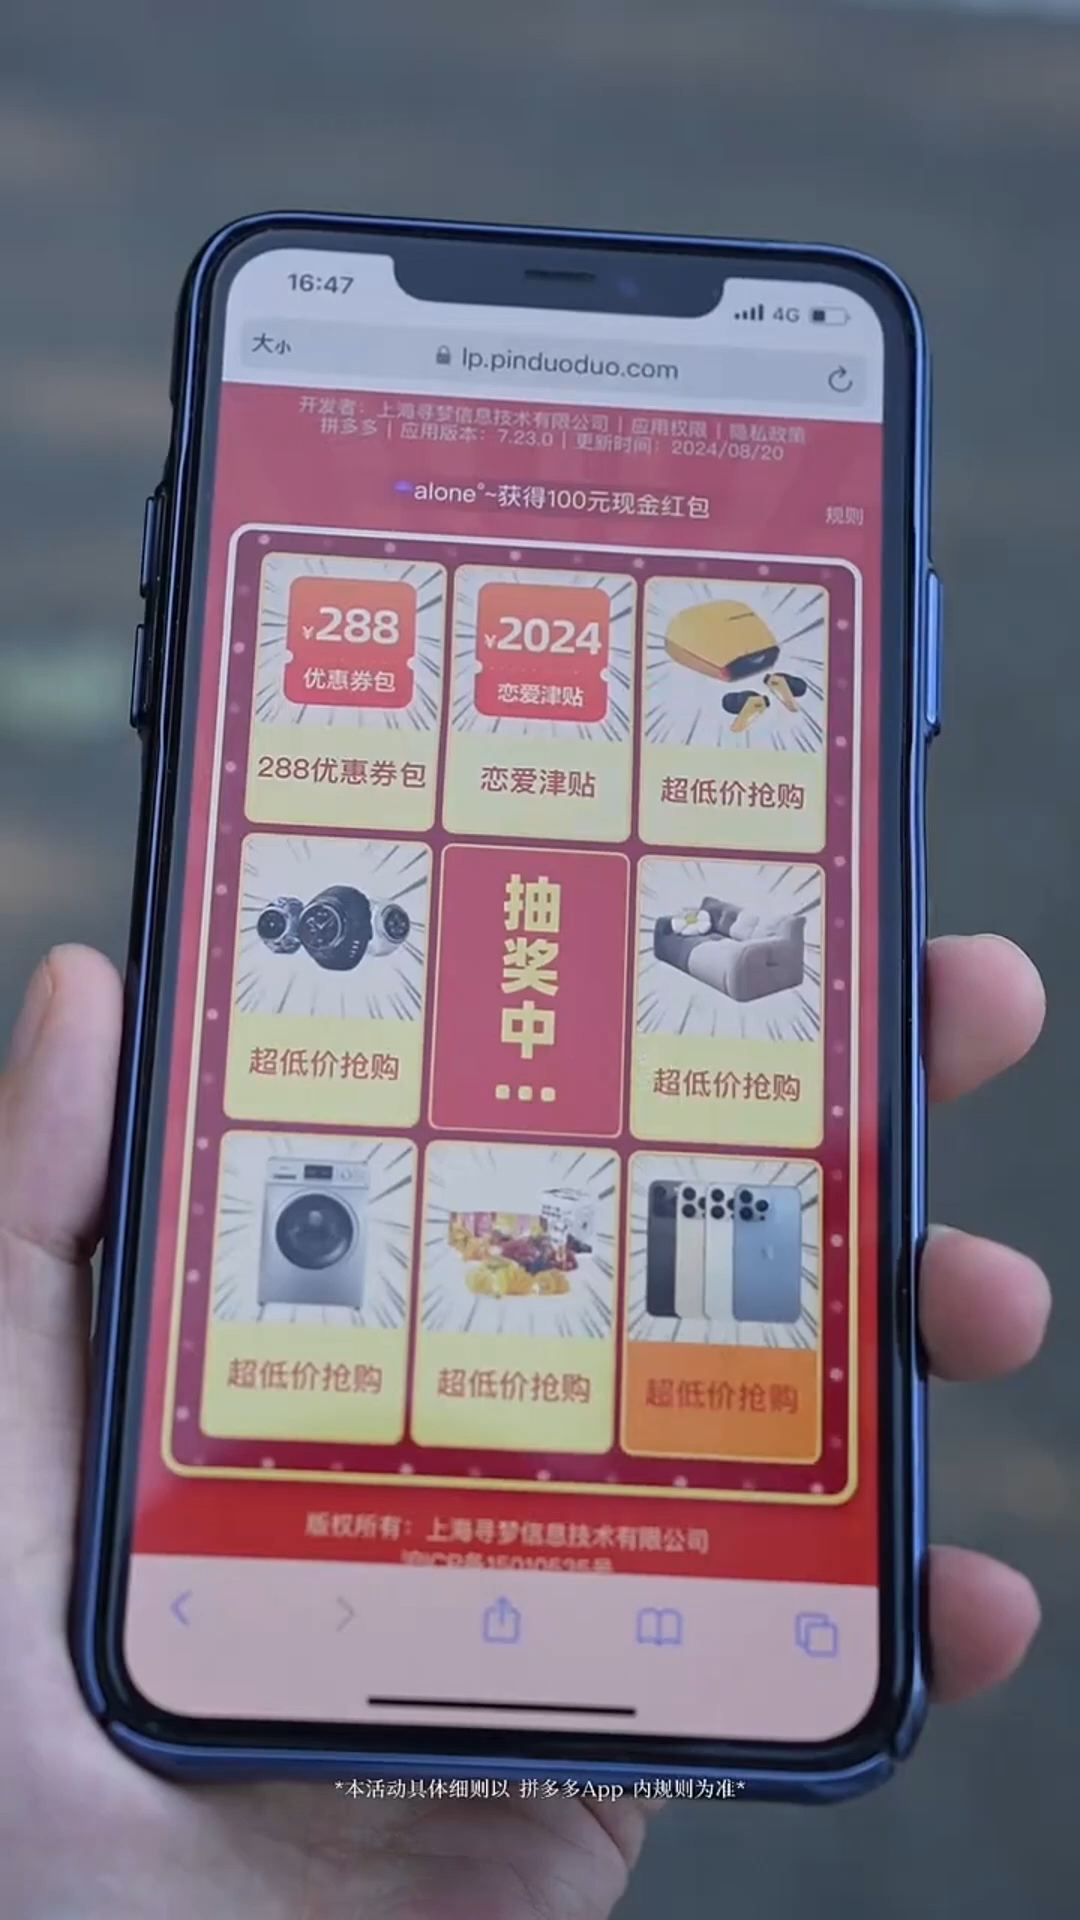 16:47
4G
大小
lp.pinduoduo.com
开发者：上海寻梦信息技术有限公司 | 应用权限 | 隐私政策
拼多多 | 应用版本：7.23.0 | 更新时间：2024/08/20
alone°~获得100元现金红包
规则
¥288
优惠券包
288优惠券包
¥2024
恋爱津贴
恋爱津贴
超低价抢购
超低价抢购
抽
奖
中
...
超低价抢购
超低价抢购
超低价抢购
超低价抢购
版权所有：上海寻梦信息技术有限公司
*本活动具体细则以 拼多多App 内规则为准*